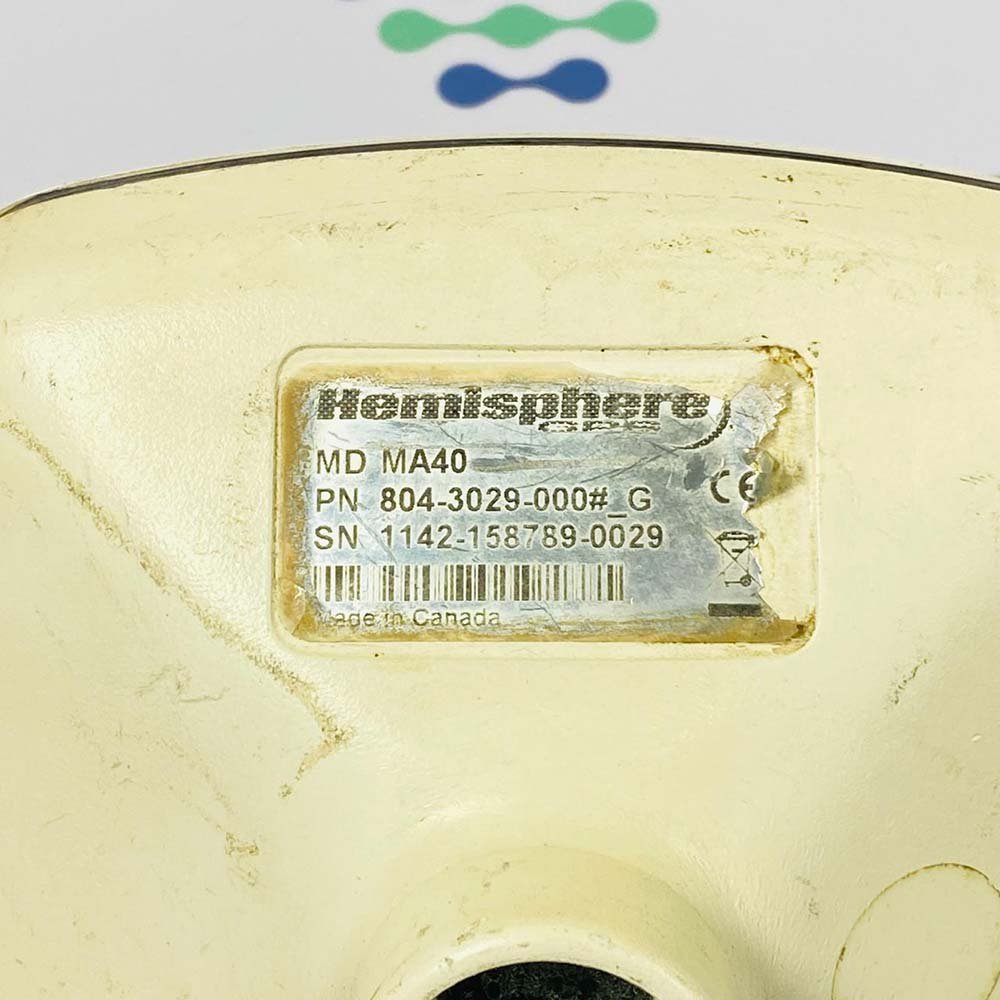 Hemisphere
GPS
MD MA40
PN 804-3029-000#_G
SN 1142-158789-0029
CE
Made in Canada